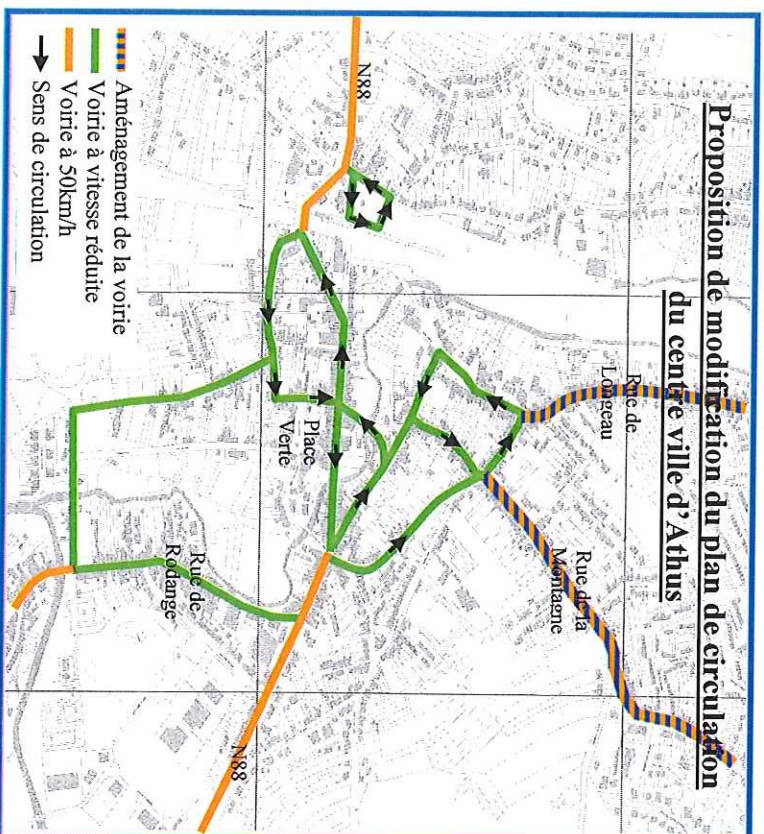 Proposition de modification du plan de circulation
du centre ville d'Athus
Rue de
Longeau
Rue de la
Montagne
N88
Place
Verte
Rue de
Rodange
N88
Aménagement de la voirie
Voirie à vitesse réduite
Voirie à 50km/h
Sens de circulation